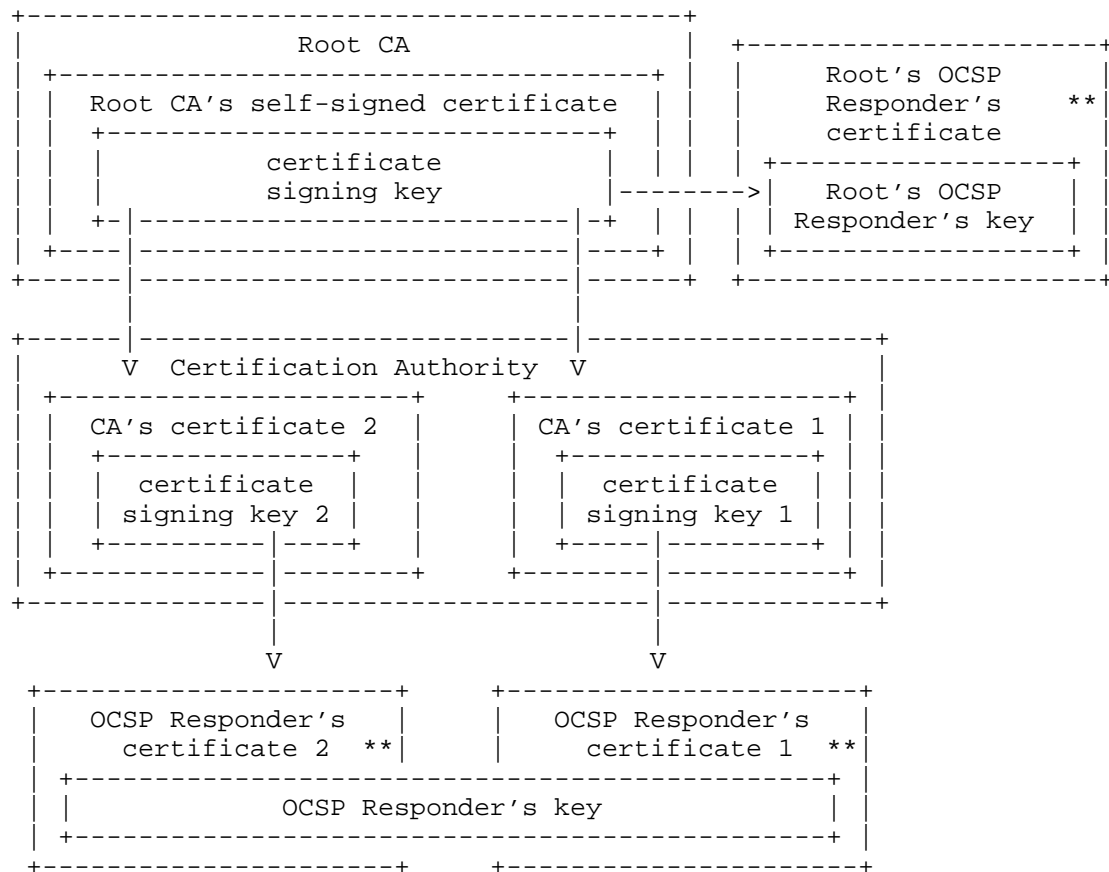 Root CA
Root's OCSP
Root CA's self-signed certificate
Responder's **
certificate
certificate
signing key
Root's OCSP
Responder's key
V Certification Authority V
CA's certificate 2
CA's certificate 1
certificate
certificate
signing key 2
signing key 1
V
V
OCSP Responder's
OCSP Responder's
certificate 2 **
certificate 1 **
OCSP Responder's key